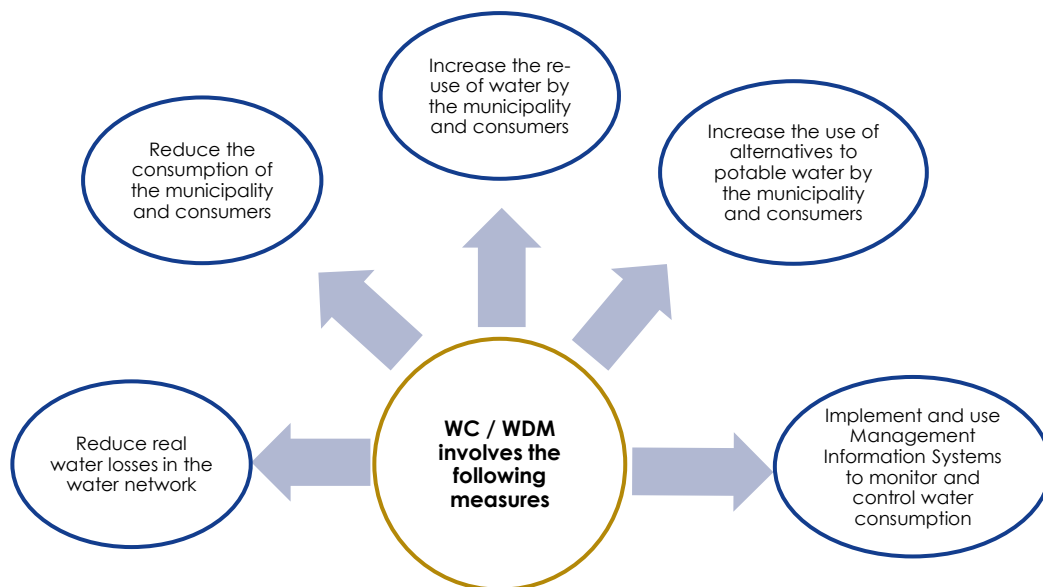 Increase the re-
use of water by
the municipality
and consumers
Reduce the
consumption of
the municipality
and consumers
Increase the use of
alternatives to
potable water by
the municipality
and consumers
Reduce real
water losses in the
water network
WC / WDM
involves the
following
measures
Implement and use
Management
Information Systems
to monitor and
control water
consumption